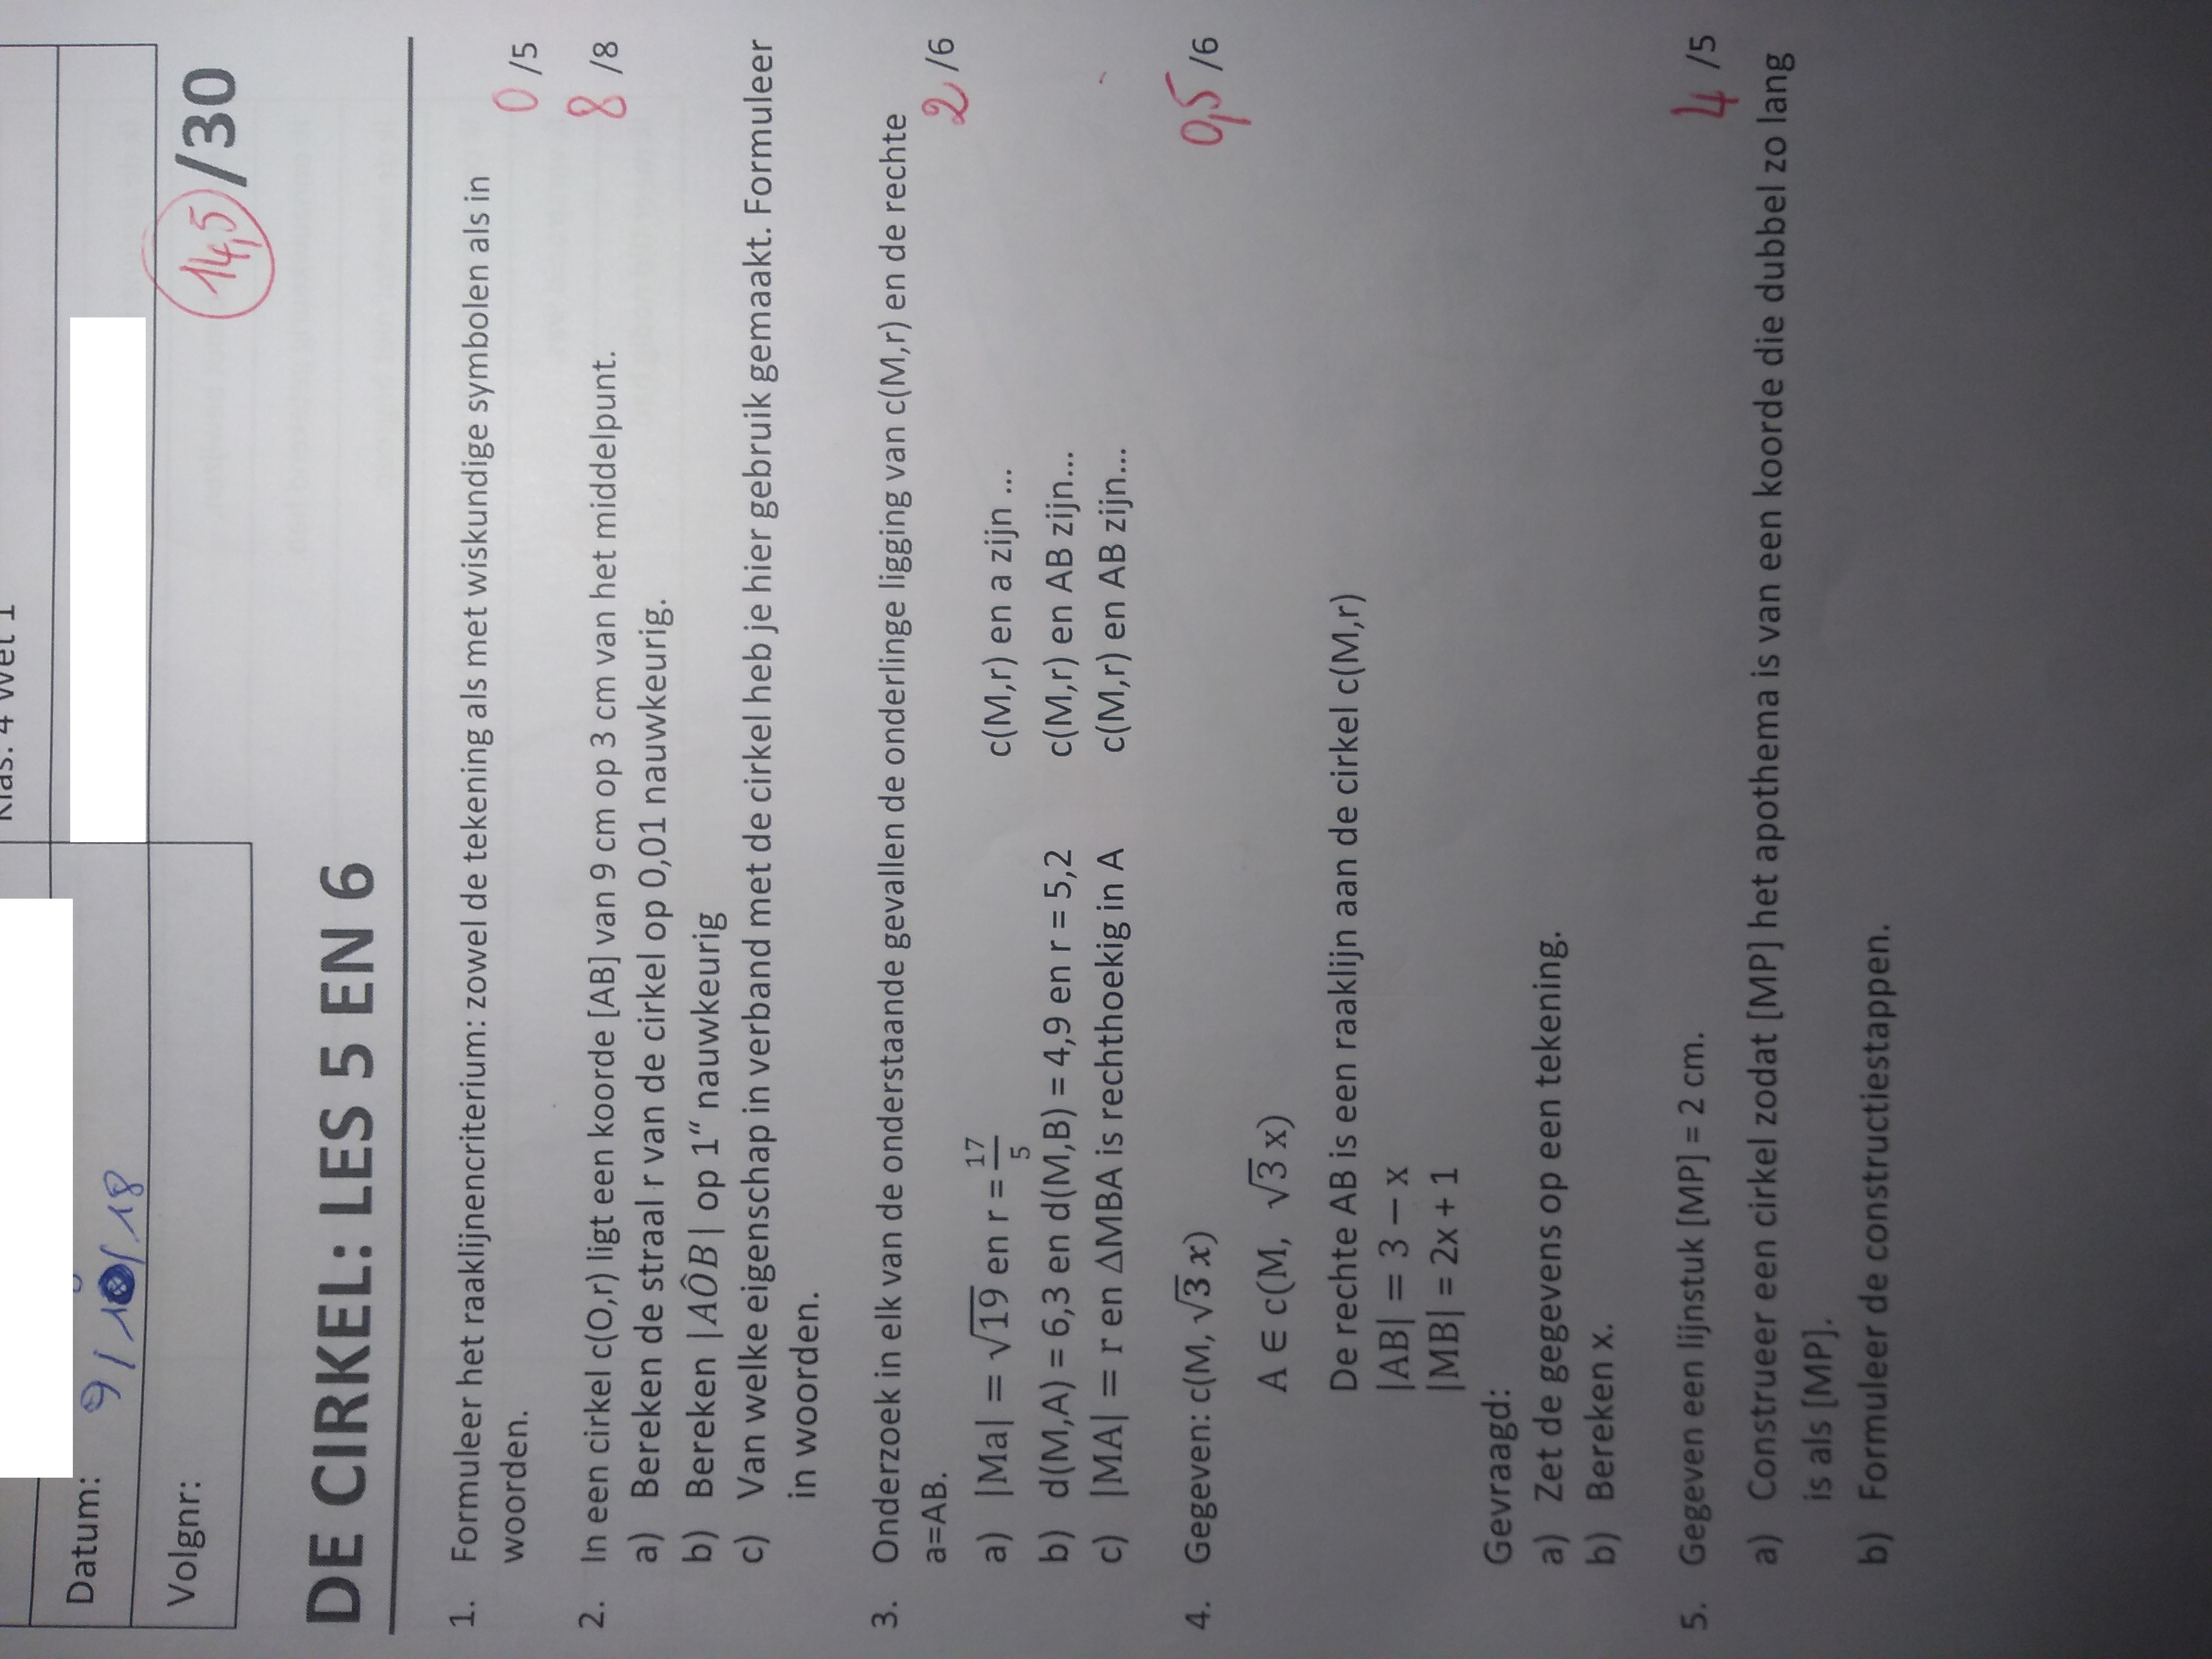 Klas: 4 Wet 1
Datum: 9/10/18
Volgnr:
14,5 /30
DE CIRKEL: LES 5 EN 6
1. Formuleer het raaklijnencriterium: zowel de tekening als met wiskundige symbolen als in
woorden. 0 /5
2. In een cirkel c(O,r) ligt een koorde [AB] van 9 cm op 3 cm van het middelpunt. 8 /8
a) Bereken de straal r van de cirkel op 0,01 nauwkeurig.
b) Bereken |AÔB| op 1“ nauwkeurig
c) Van welke eigenschap in verband met de cirkel heb je hier gebruik gemaakt. Formuleer
in woorden.
3. Onderzoek in elk van de onderstaande gevallen de onderlinge ligging van c(M,r) en de rechte
a=AB. 2 /6
a) |Ma| = √19 en r = 17/5 c(M,r) en a zijn ...
b) d(M,A) = 6,3 en d(M,B) = 4,9 en r = 5,2 c(M,r) en AB zijn...
c) |MA| = r en ΔMBA is rechthoekig in A c(M,r) en AB zijn...
4. Gegeven: c(M, √3 x) 0,5 /6
A ∈ c(M, √3 x)
De rechte AB is een raaklijn aan de cirkel c(M,r)
|AB| = 3 − x
|MB| = 2x + 1
Gevraagd:
a) Zet de gegevens op een tekening.
b) Bereken x.
5. Gegeven een lijnstuk [MP] = 2 cm. 4 /5
a) Construeer een cirkel zodat [MP] het apothema is van een koorde die dubbel zo lang
is als [MP].
b) Formuleer de constructiestappen.